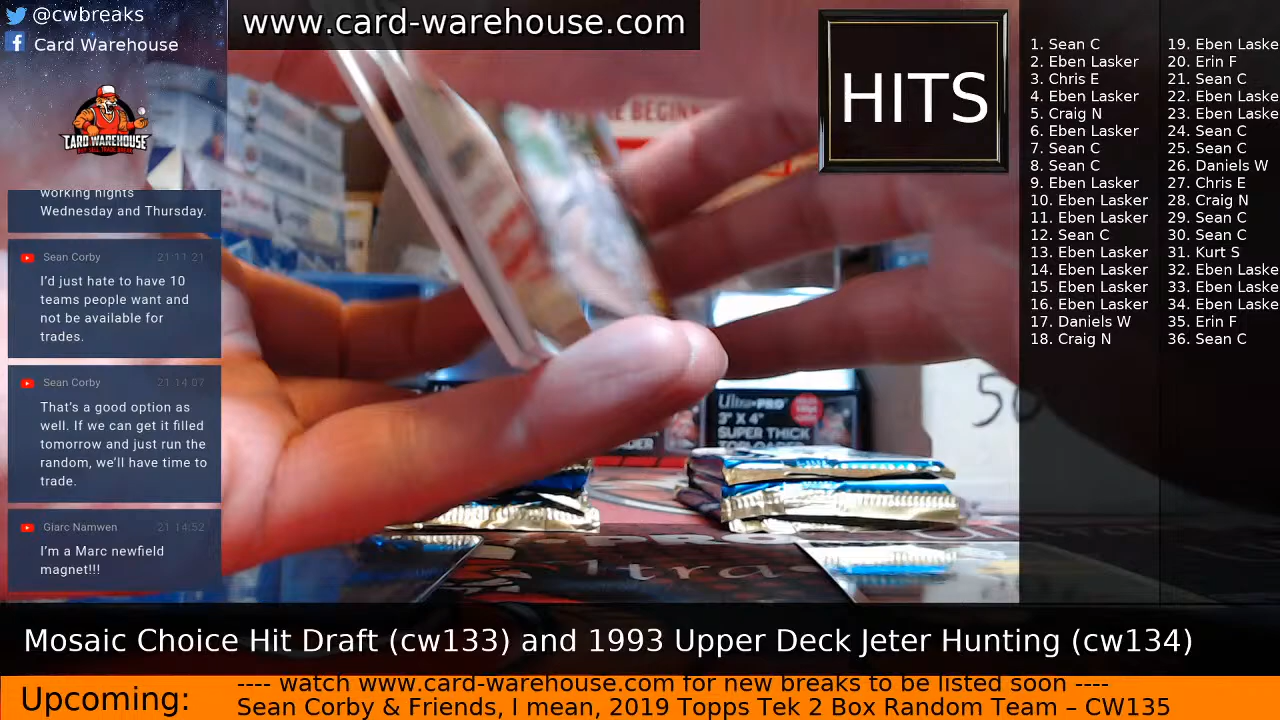 @cwbreaks
Card Warehouse
www.card-warehouse.com
CARD WAREHOUSE
working nights
Wednesday and Thursday.
Sean Corby 21:11:21
I'd just hate to have 10
teams people want and
not be available for
trades.
Sean Corby 21:14:07
That's a good option as
well. If we can get it filled
tomorrow and just run the
random, we'll have time to
trade.
Giarc Namwen 21:14:52
I'm a Marc newfield
magnet!!!
HITS
1. Sean C
2. Eben Lasker
3. Chris E
4. Eben Lasker
5. Craig N
6. Eben Lasker
7. Sean C
8. Sean C
9. Eben Lasker
10. Eben Lasker
11. Eben Lasker
12. Sean C
13. Eben Lasker
14. Eben Lasker
15. Eben Lasker
16. Eben Lasker
17. Daniels W
18. Craig N
19. Eben Laske
20. Erin F
21. Sean C
22. Eben Laske
23. Eben Laske
24. Sean C
25. Sean C
26. Daniels W
27. Chris E
28. Craig N
29. Sean C
30. Sean C
31. Kurt S
32. Eben Laske
33. Eben Laske
34. Eben Laske
35. Erin F
36. Sean C
Ultra-PRO
3" X 4"
SUPER THICK
TOPLOADER
50
Mosaic Choice Hit Draft (cw133) and 1993 Upper Deck Jeter Hunting (cw134)
Upcoming:
---- watch www.card-warehouse.com for new breaks to be listed soon ----
Sean Corby & Friends, I mean, 2019 Topps Tek 2 Box Random Team – CW135